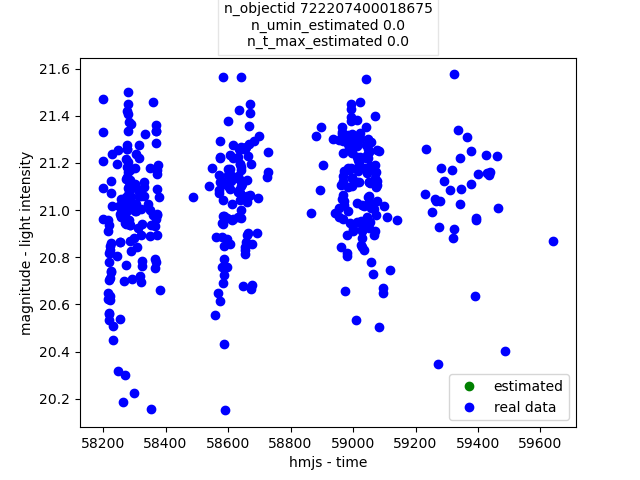 n_objectid 722207400018675
n_umin_estimated 0.0
n_t_max_estimated 0.0
21.6
21.4
21.2
21.0
20.8
20.6
20.4
20.2
magnitude - light intensity
estimated
real data
58200 58400 58600 58800 59000 59200 59400 59600
hmjs - time